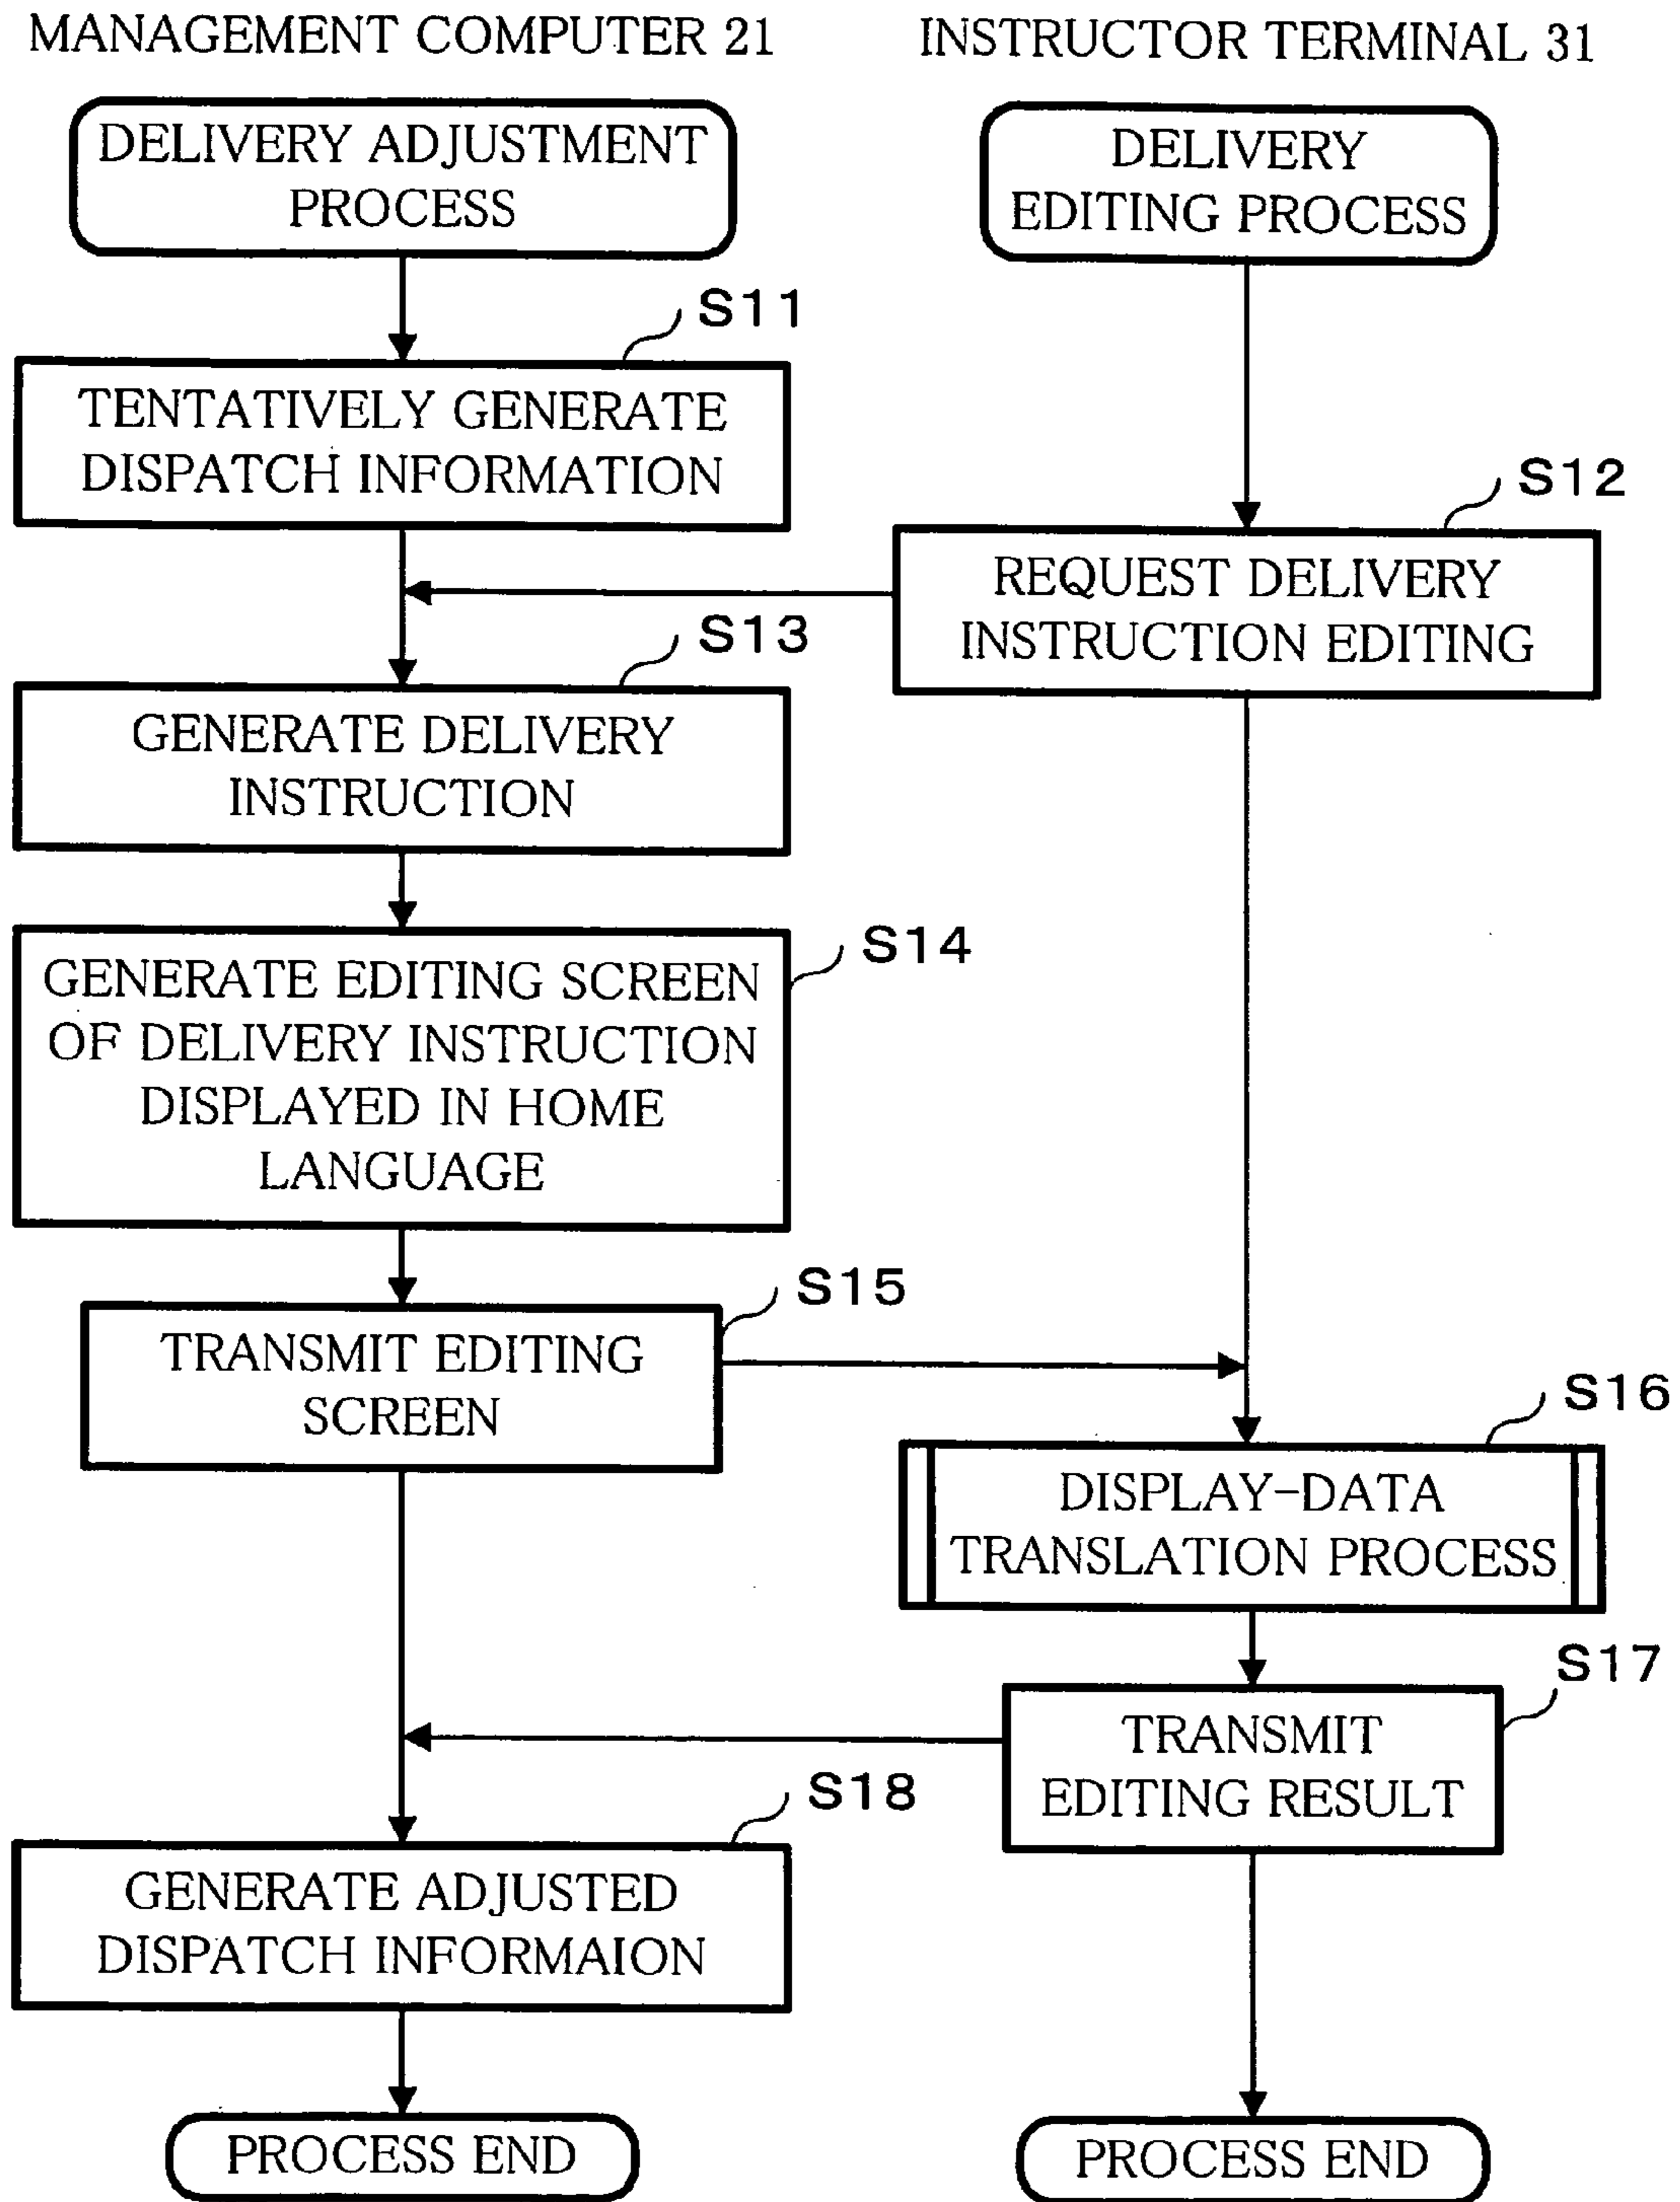 MANAGEMENT COMPUTER 21
INSTRUCTOR TERMINAL 31
DELIVERY ADJUSTMENT
PROCESS
DELIVERY
EDITING PROCESS
S11
TENTATIVELY GENERATE
DISPATCH INFORMATION
S12
REQUEST DELIVERY
INSTRUCTION EDITING
S13
GENERATE DELIVERY
INSTRUCTION
S14
GENERATE EDITING SCREEN
OF DELIVERY INSTRUCTION
DISPLAYED IN HOME
LANGUAGE
S15
TRANSMIT EDITING
SCREEN
S16
DISPLAY-DATA
TRANSLATION PROCESS
S17
TRANSMIT
EDITING RESULT
S18
GENERATE ADJUSTED
DISPATCH INFORMAION
PROCESS END
PROCESS END